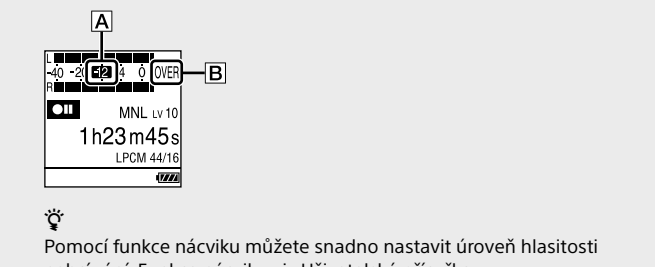 A
L
-40 -20 -12 4 0 OVER
B
R
MNL LV 10
1h23m45s
LPCM 44/16
Pomocí funkce nácviku můžete snadno nastavit úroveň hlasitosti